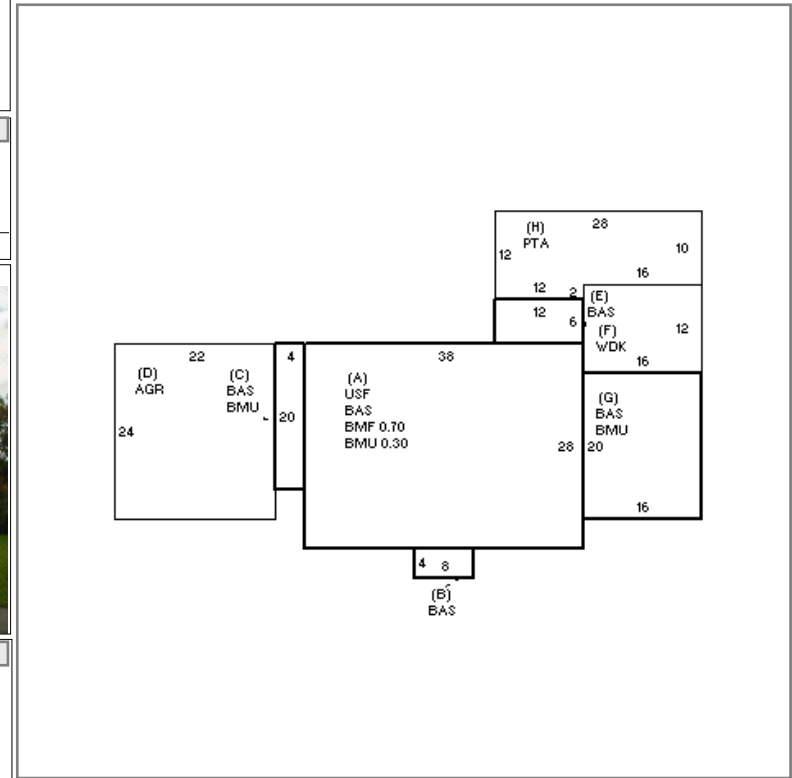 (H)
PTA
28
12
10
16
12
2
(E)
BAS
12
6
(F)
WDK
12
16
22
4
38
(D)
AGR
(C)
BAS
BMU
(A)
USF
BAS
BMF 0.70
BMU 0.30
(G)
BAS
BMU
24
20
28
20
16
4
8
(B)
BAS